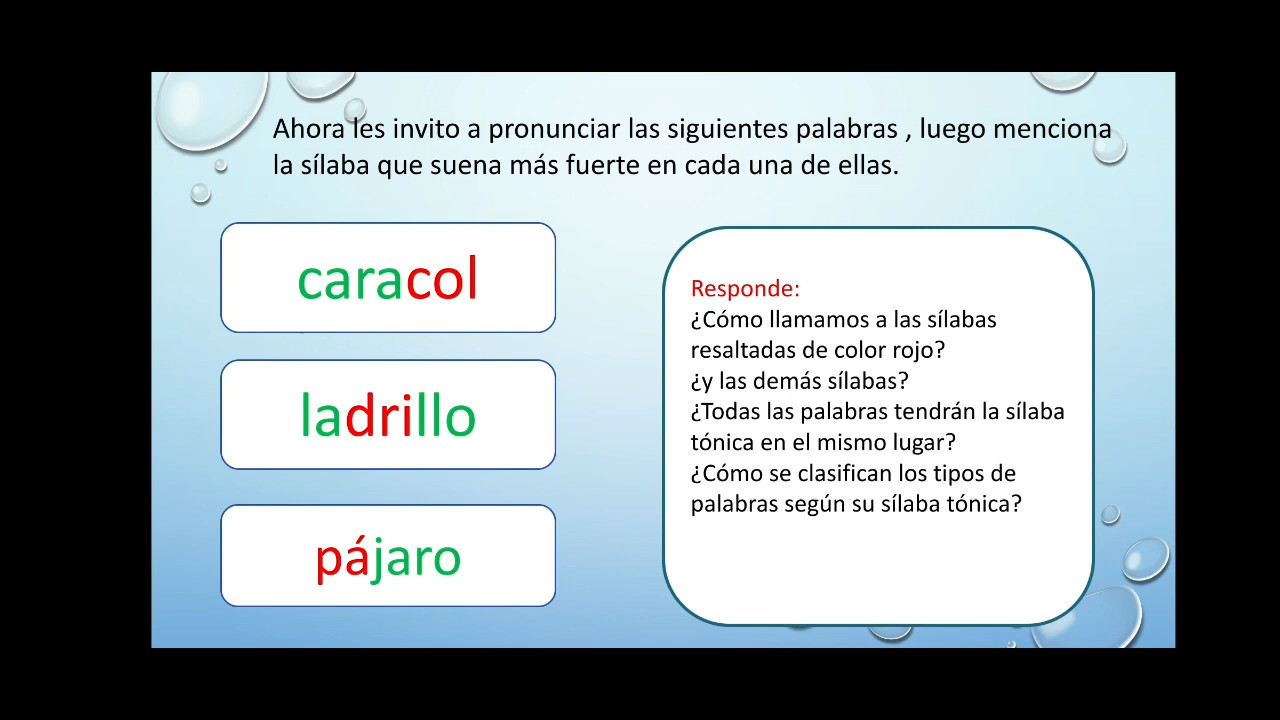 Ahora les invito a pronunciar las siguientes palabras , luego menciona
la sílaba que suena más fuerte en cada una de ellas.
caracol
ladrillo
pájaro
Responde:
¿Cómo llamamos a las sílabas
resaltadas de color rojo?
¿y las demás sílabas?
¿Todas las palabras tendrán la sílaba
tónica en el mismo lugar?
¿Cómo se clasifican los tipos de
palabras según su sílaba tónica?